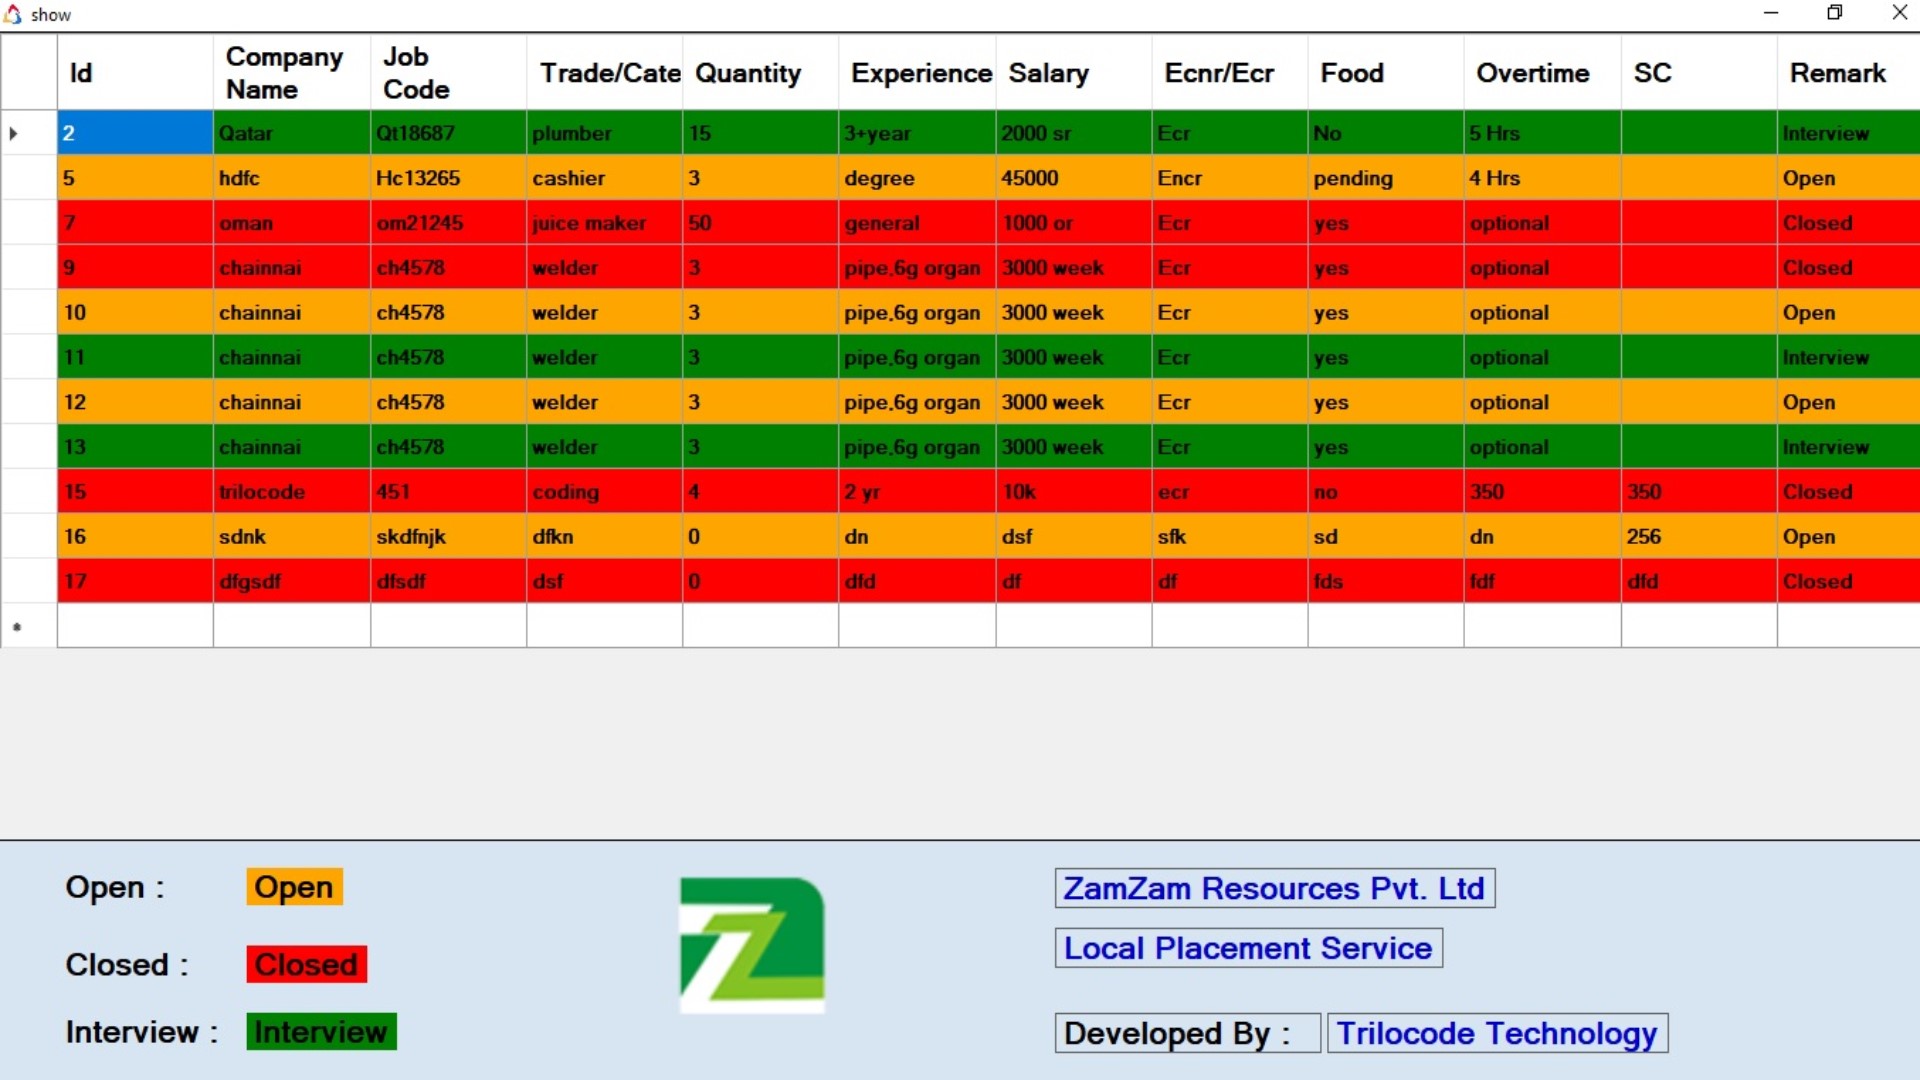 show
Id Company Name Job Code Trade/Cate Quantity Experience Salary Ecnr/Ecr Food Overtime SC Remark
2 Qatar Qt18687 plumber 15 3+year 2000 sr Ecr No 5 Hrs Interview
5 hdfc Hc13265 cashier 3 degree 45000 Encr pending 4 Hrs Open
7 oman om21245 juice maker 50 general 1000 or Ecr yes optional Closed
9 chainnai ch4578 welder 3 pipe,6g organ 3000 week Ecr yes optional Closed
10 chainnai ch4578 welder 3 pipe,6g organ 3000 week Ecr yes optional Open
11 chainnai ch4578 welder 3 pipe,6g organ 3000 week Ecr yes optional Interview
12 chainnai ch4578 welder 3 pipe,6g organ 3000 week Ecr yes optional Open
13 chainnai ch4578 welder 3 pipe,6g organ 3000 week Ecr yes optional Interview
15 trilocode 451 coding 4 2 yr 10k ecr no 350 350 Closed
16 sdnk skdfnjk dfkn 0 dn dsf sfk sd dn 256 Open
17 dfgsdf dfsdf dsf 0 dfd df df fds fdf dfd Closed
Open : Open
Closed : Closed
Interview : Interview
ZamZam Resources Pvt. Ltd
Local Placement Service
Developed By : Trilocode Technology